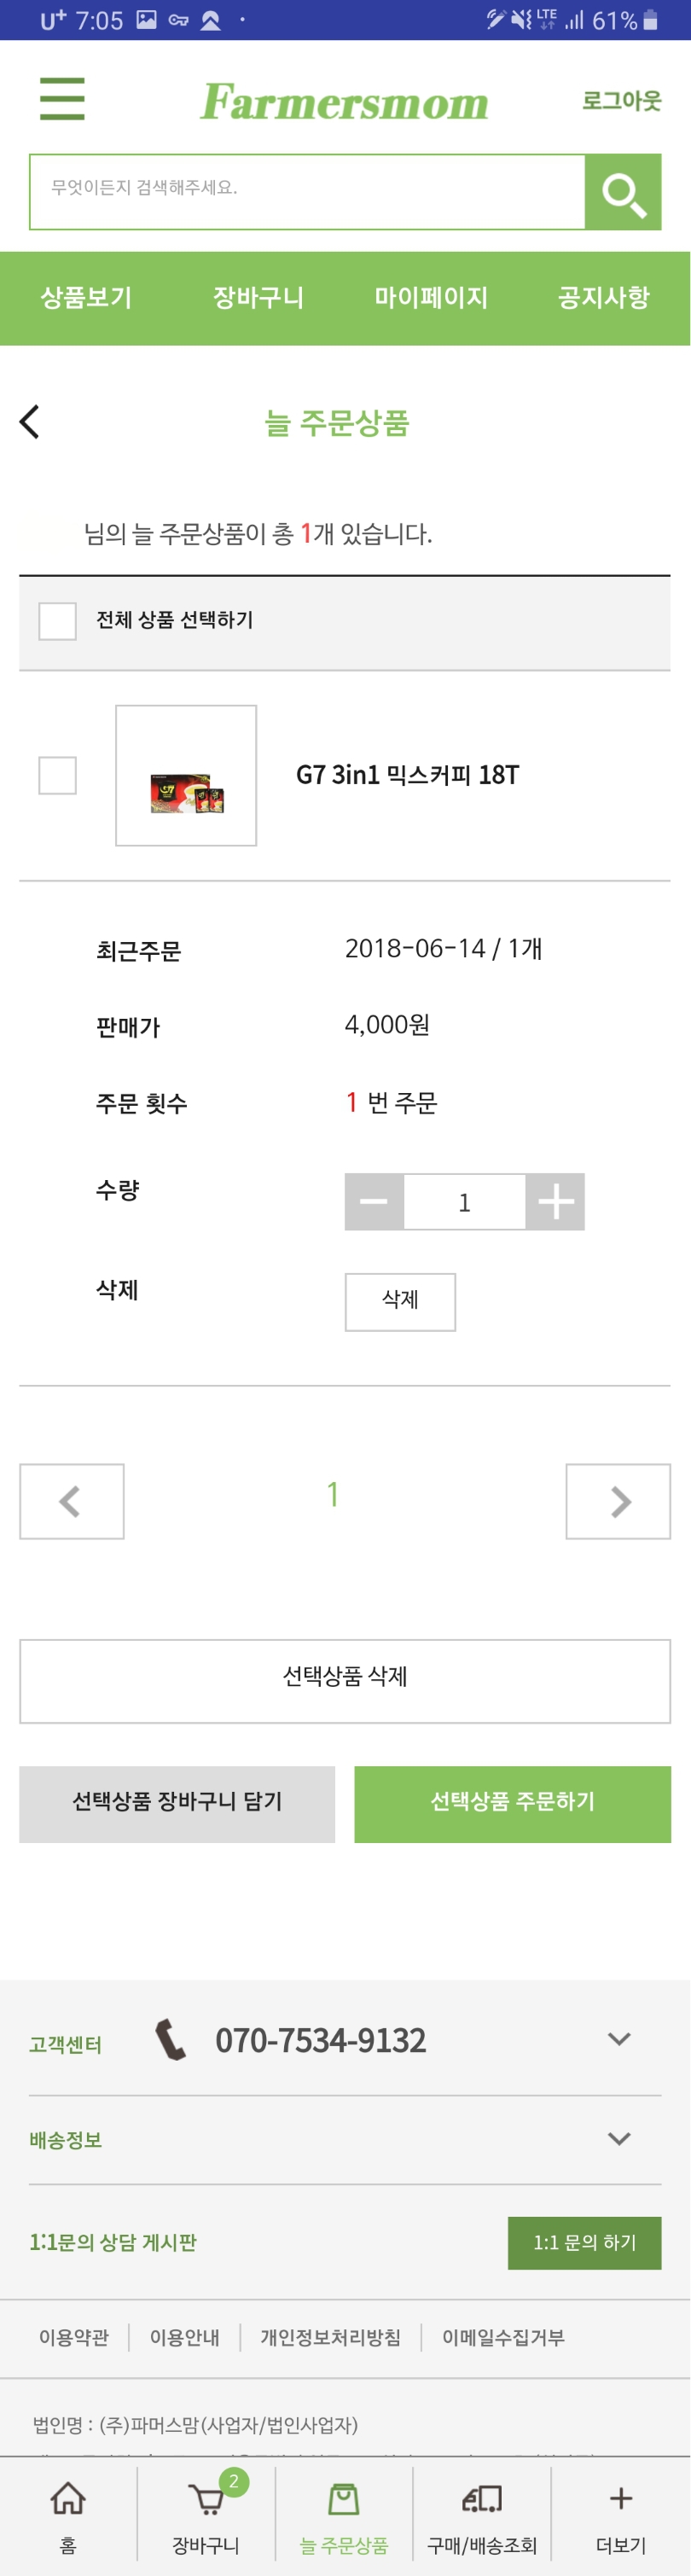 U+ 7:05 LTE 61%
Farmersmom 로그아웃
무엇이든지 검색해주세요.
상품보기 장바구니 마이페이지 공지사항
늘 주문상품
님의 늘 주문상품이 총 1개 있습니다.
전체 상품 선택하기
G7
G7 3in1 믹스커피 18T
최근주문 2018-06-14 / 1개
판매가 4,000원
주문 횟수 1 번 주문
수량 1
삭제 삭제
1
선택상품 삭제
선택상품 장바구니 담기 선택상품 주문하기
고객센터 070-7534-9132
배송정보
1:1문의 상담 게시판 1:1 문의 하기
이용약관 이용안내 개인정보처리방침 이메일수집거부
법인명 : (주)파머스맘(사업자/법인사업자)
2
홈 장바구니 늘 주문상품 구매/배송조회 더보기